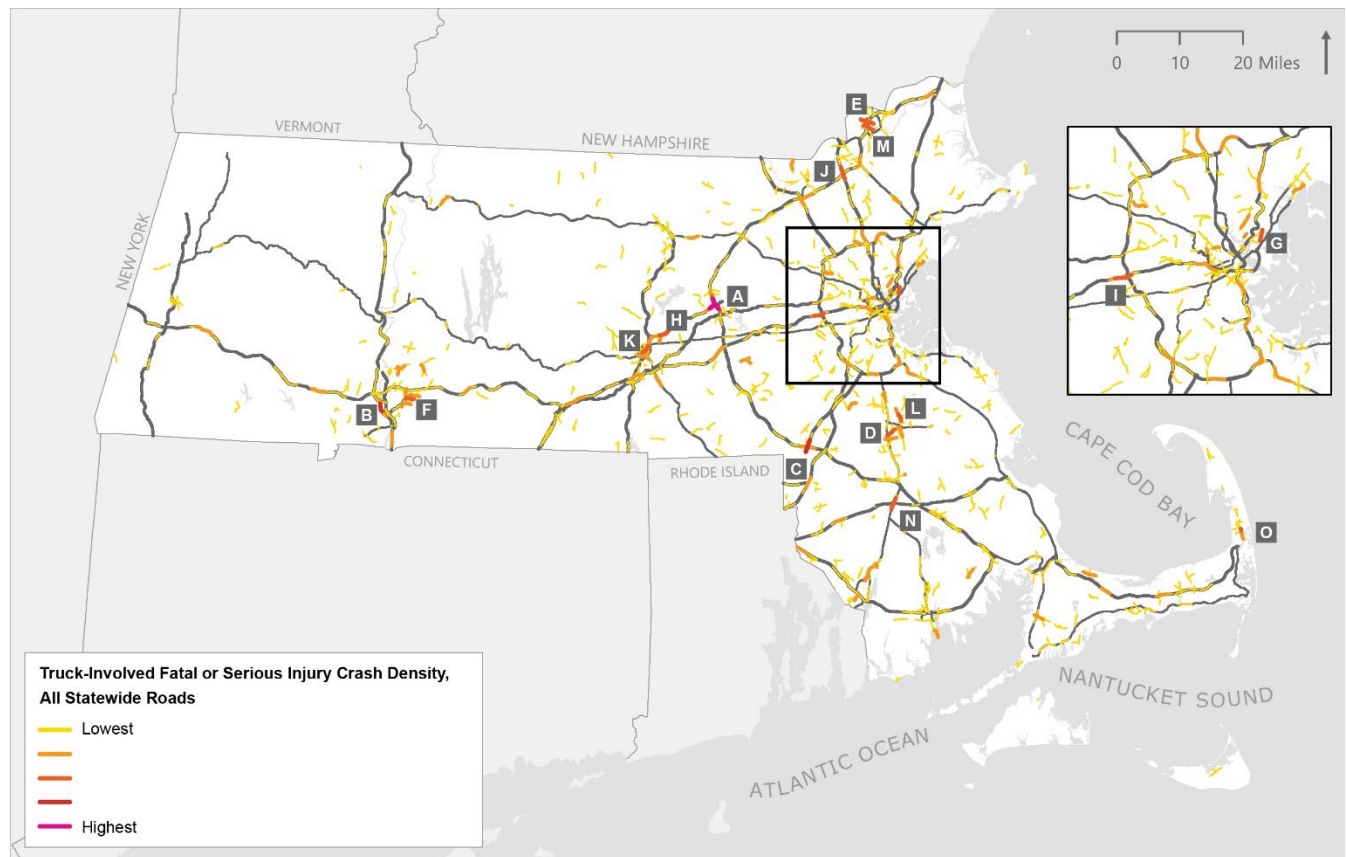 0 10 20 Miles
E
VERMONT
NEW HAMPSHIRE
M
J
NEW YORK
G
A
I
H
K
B
F
L
D
CONNECTICUT
RHODE ISLAND
C
CAPE COD BAY
N
O
Truck-Involved Fatal or Serious Injury Crash Density,
All Statewide Roads
Lowest
Highest
NANTUCKET SOUND
ATLANTIC OCEAN